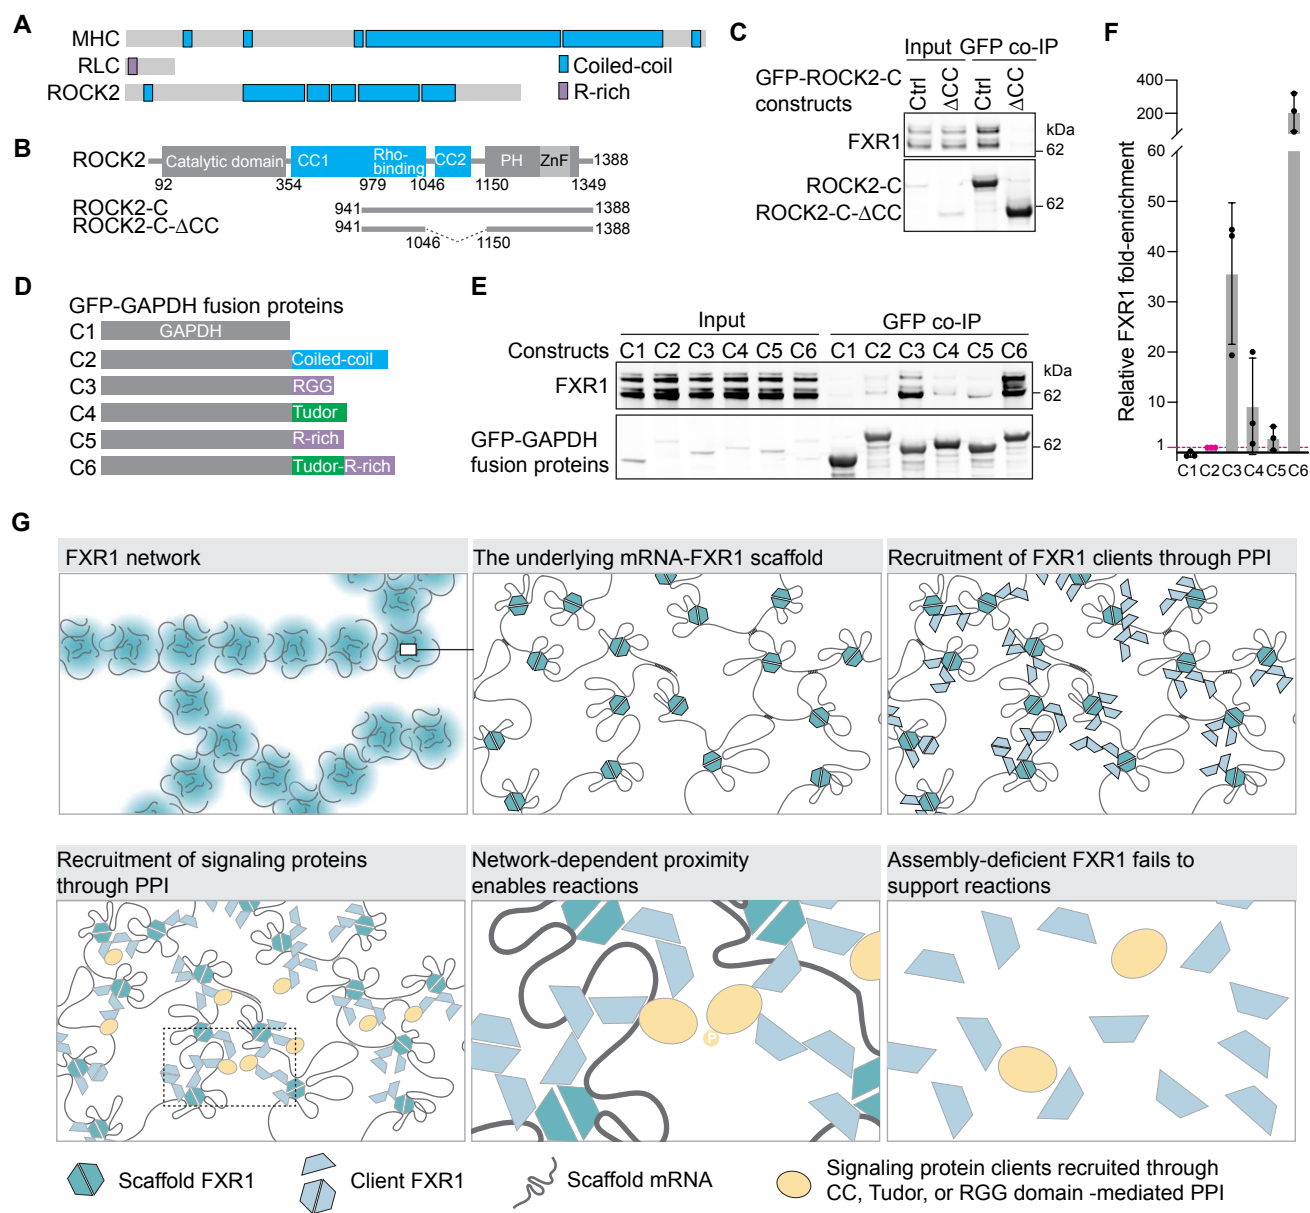 A
MHC
RLC
ROCK2
Coiled-coil
R-rich
B
ROCK2
Catalytic domain
CC1
Rho-
binding
CC2
PH
ZnF
1388
92
354
979
1046
1150
1349
ROCK2-C
941
1388
ROCK2-C-ΔCC
941
1388
1046
1150
C
Input GFP co-IP
GFP-ROCK2-C
constructs
Ctrl
ΔCC
Ctrl
ΔCC
kDa
FXR1
62
ROCK2-C
ROCK2-C-ΔCC
62
D
GFP-GAPDH fusion proteins
C1
GAPDH
C2
Coiled-coil
C3
RGG
C4
Tudor
C5
R-rich
C6
Tudor-R-rich
E
Input
GFP co-IP
Constructs
C1 C2 C3 C4 C5 C6 C1 C2 C3 C4 C5 C6
kDa
FXR1
62
GFP-GAPDH
fusion proteins
62
F
Relative FXR1 fold-enrichment
400
200
60
50
40
30
20
10
1
C1 C2 C3 C4 C5 C6
G
FXR1 network
The underlying mRNA-FXR1 scaffold
Recruitment of FXR1 clients through PPI
Recruitment of signaling proteins
through PPI
Network-dependent proximity
enables reactions
P
Assembly-deficient FXR1 fails to
support reactions
Scaffold FXR1
Client FXR1
Scaffold mRNA
Signaling protein clients recruited through
CC, Tudor, or RGG domain -mediated PPI